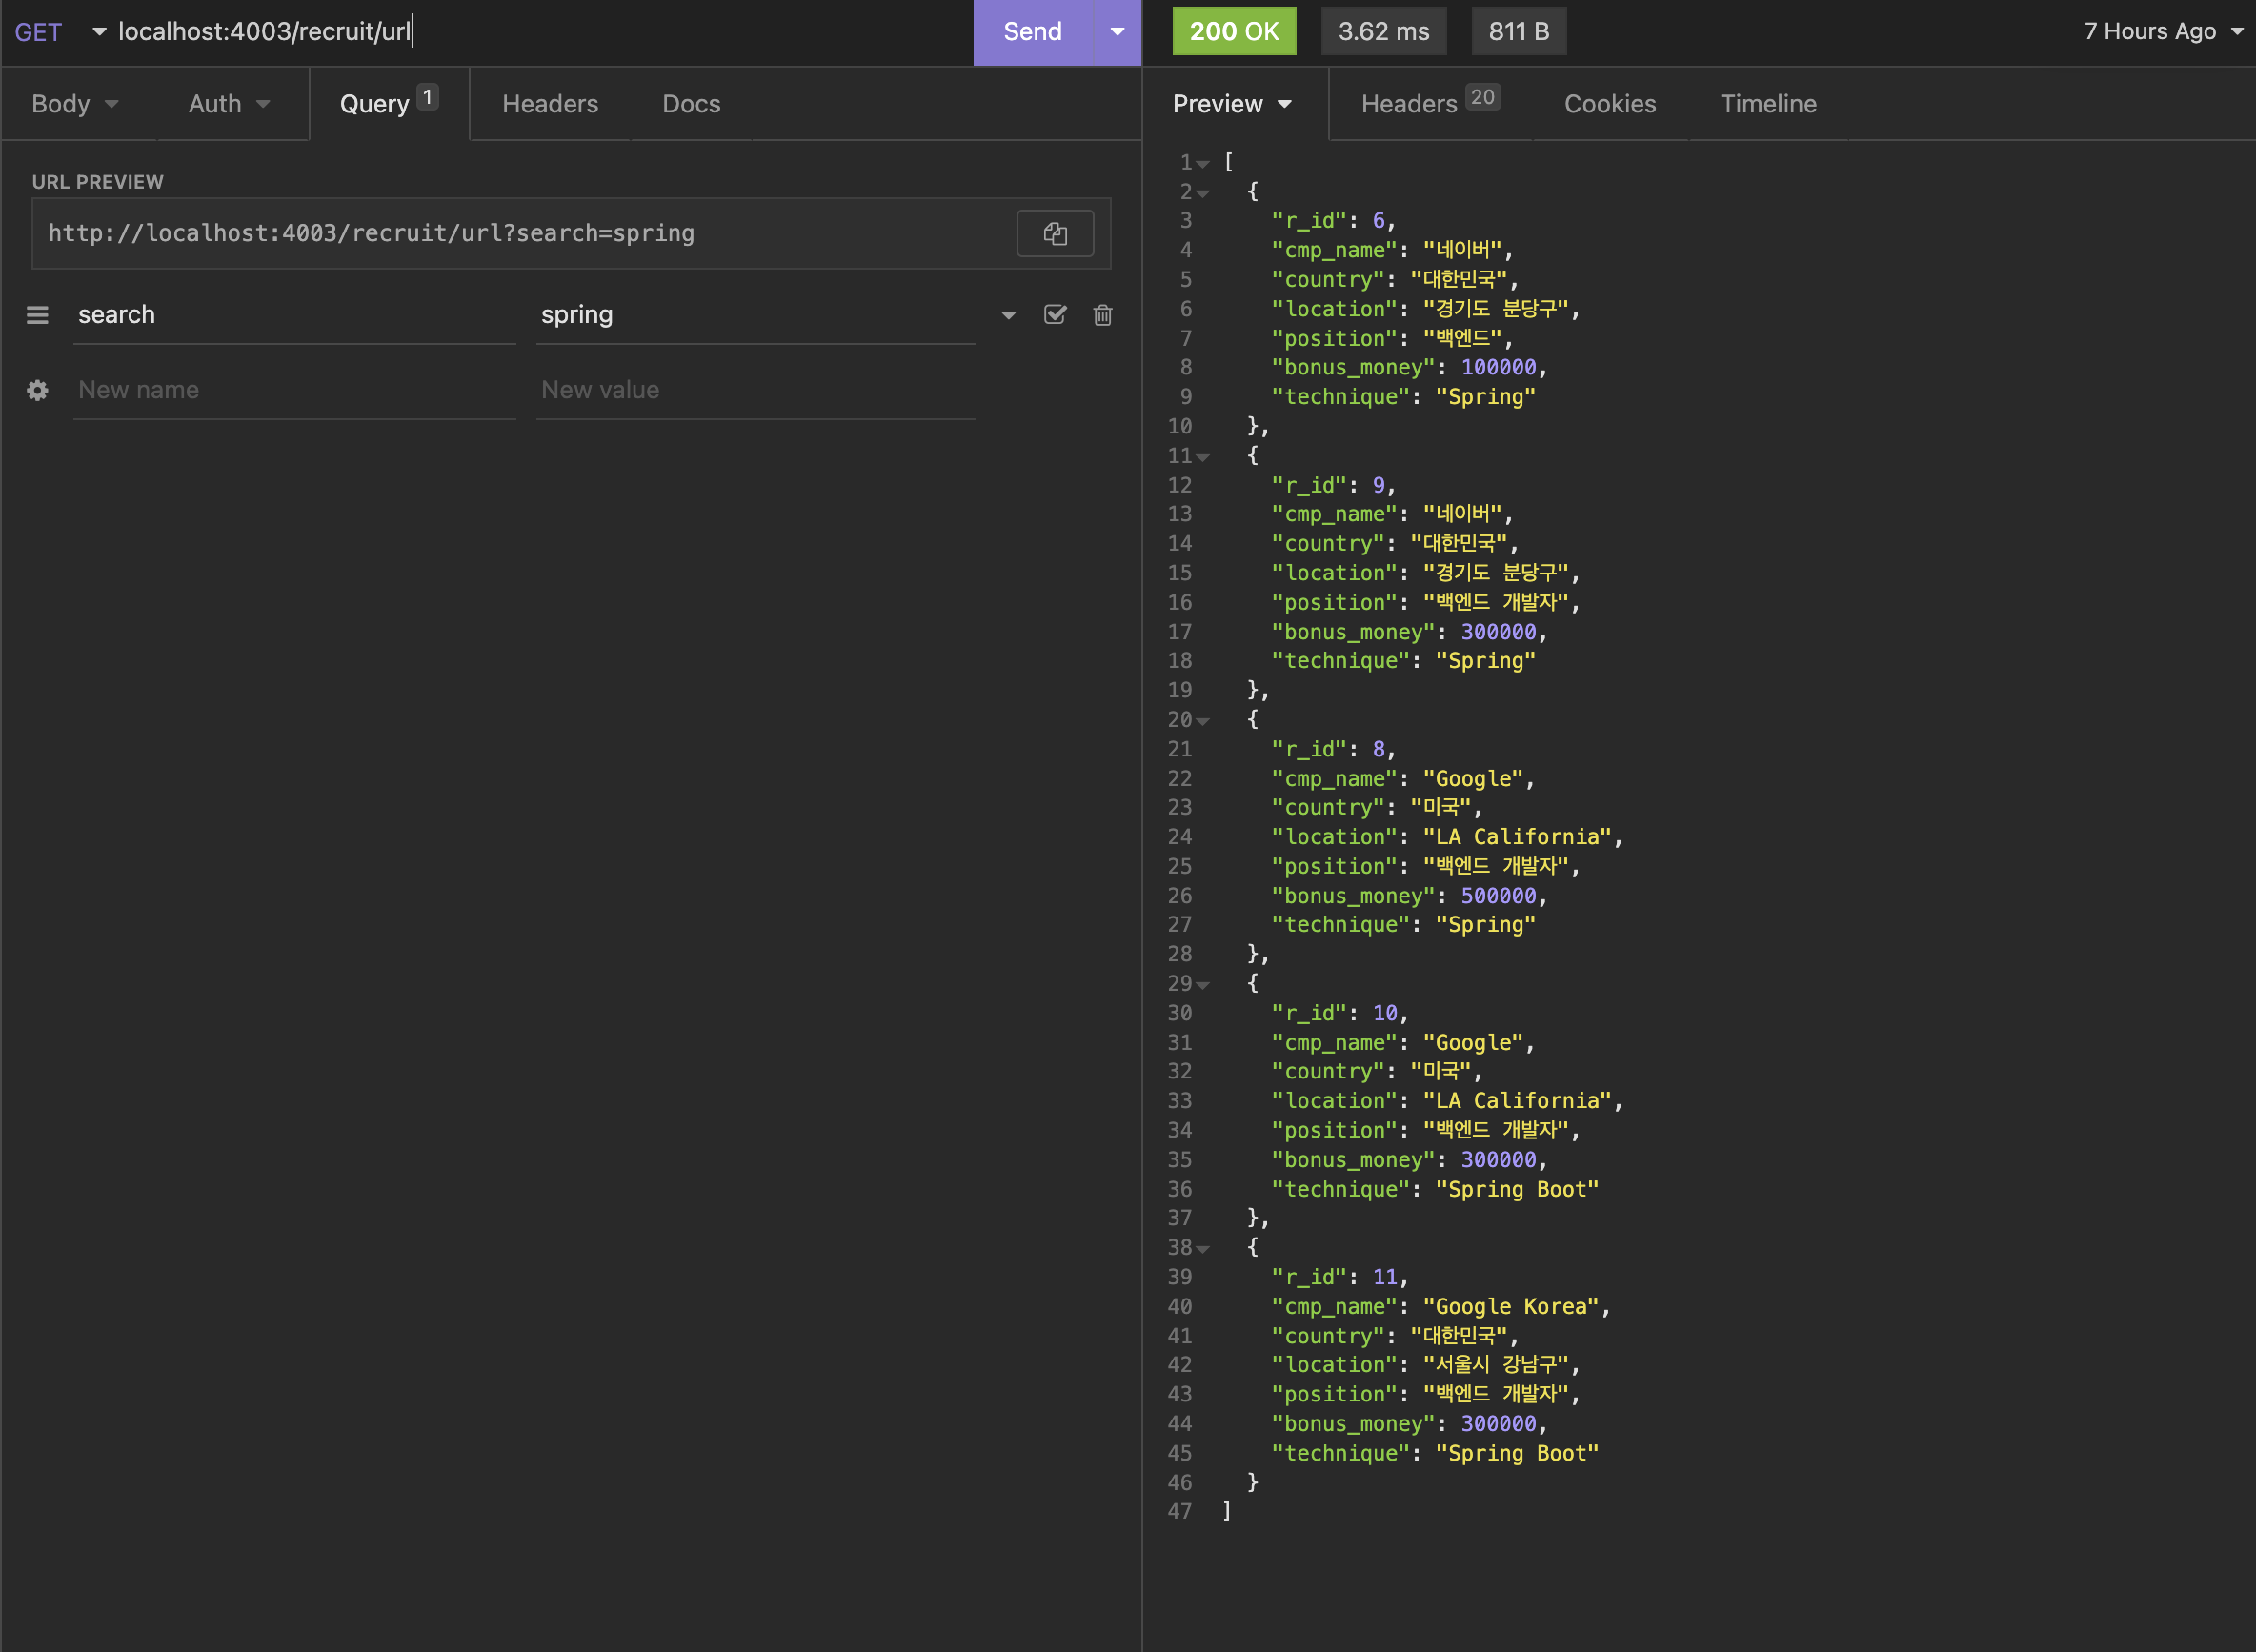 GET localhost:4003/recruit/url Send 200 OK 3.62 ms 811 B 7 Hours Ago
Body Auth Query 1 Headers Docs
URL PREVIEW
http://localhost:4003/recruit/url?search=spring
search spring
New name New value
Preview Headers 20 Cookies Timeline
1 [
2 {
3 "r_id": 6,
4 "cmp_name": "네이버",
5 "country": "대한민국",
6 "location": "경기도 분당구",
7 "position": "백엔드",
8 "bonus_money": 100000,
9 "technique": "Spring"
10 },
11 {
12 "r_id": 9,
13 "cmp_name": "네이버",
14 "country": "대한민국",
15 "location": "경기도 분당구",
16 "position": "백엔드 개발자",
17 "bonus_money": 300000,
18 "technique": "Spring"
19 },
20 {
21 "r_id": 8,
22 "cmp_name": "Google",
23 "country": "미국",
24 "location": "LA California",
25 "position": "백엔드 개발자",
26 "bonus_money": 500000,
27 "technique": "Spring"
28 },
29 {
30 "r_id": 10,
31 "cmp_name": "Google",
32 "country": "미국",
33 "location": "LA California",
34 "position": "백엔드 개발자",
35 "bonus_money": 300000,
36 "technique": "Spring Boot"
37 },
38 {
39 "r_id": 11,
40 "cmp_name": "Google Korea",
41 "country": "대한민국",
42 "location": "서울시 강남구",
43 "position": "백엔드 개발자",
44 "bonus_money": 300000,
45 "technique": "Spring Boot"
46 }
47 ]